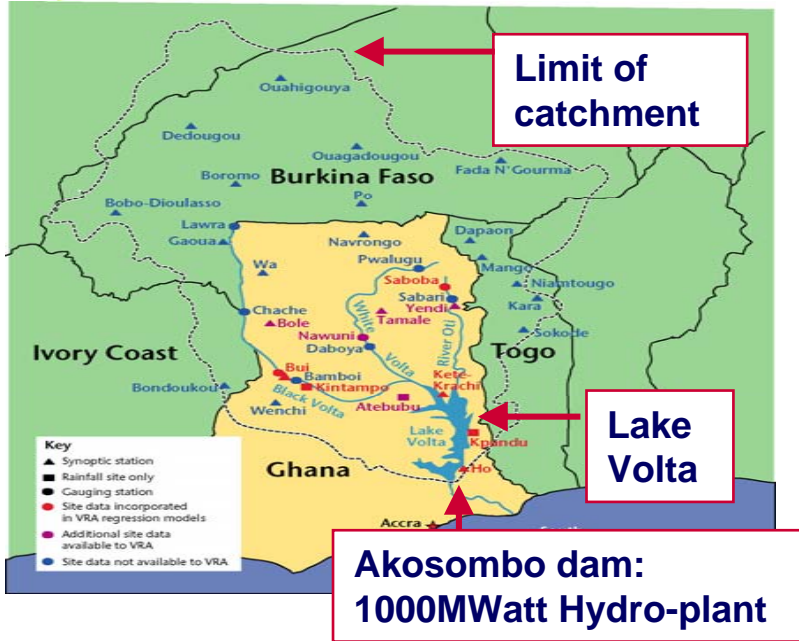 Limit of
catchment
Ouahigouya
Dedougou
Ouagadougou
Fada N'Gourma
Boromo
Burkina Faso
Po
Bobo-Dioulasso
Lawra
Gaoua
Navrongo
Dapaon
Pwalugu
Wa
Mango
Saboba
Niamtougo
Sabari
Kara
Yendi
Chache
White
Tamale
Bole
River Oti
Sokode
Nawuni
Ivory Coast
Daboya
Togo
Volta
Bui
Bamboi
Kete-
Krachi
Bondoukou
Kintampo
Black Volta
Atebubu
Wenchi
Lake
Volta
Kpandu
Lake
Volta
Key
Synoptic station
Rainfall site only
Gauging station
Site data incorporated
in VRA regression models
Additional site data
available to VRA
Site data not available to VRA
Ghana
Ho
Accra
Akosombo dam:
1000MWatt Hydro-plant